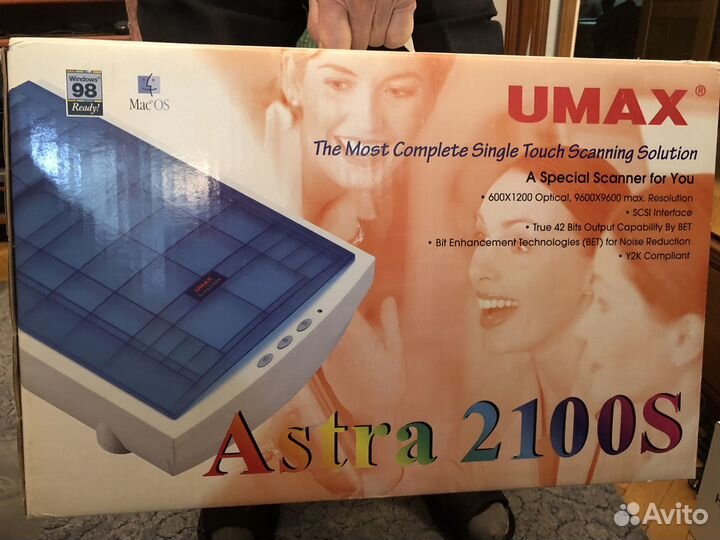 Windows
98
Ready!
Mac OS
UMAX®
The Most Complete Single Touch Scanning Solution
A Special Scanner for You
• 600X1200 Optical, 9600X9600 max. Resolution
• SCSI Interface
• True 42 Bits Output Capability By BET
• Bit Enhancement Technologies (BET) for Noise Reduction
• Y2K Compliant
UMAX
Astra 2100S
Avito